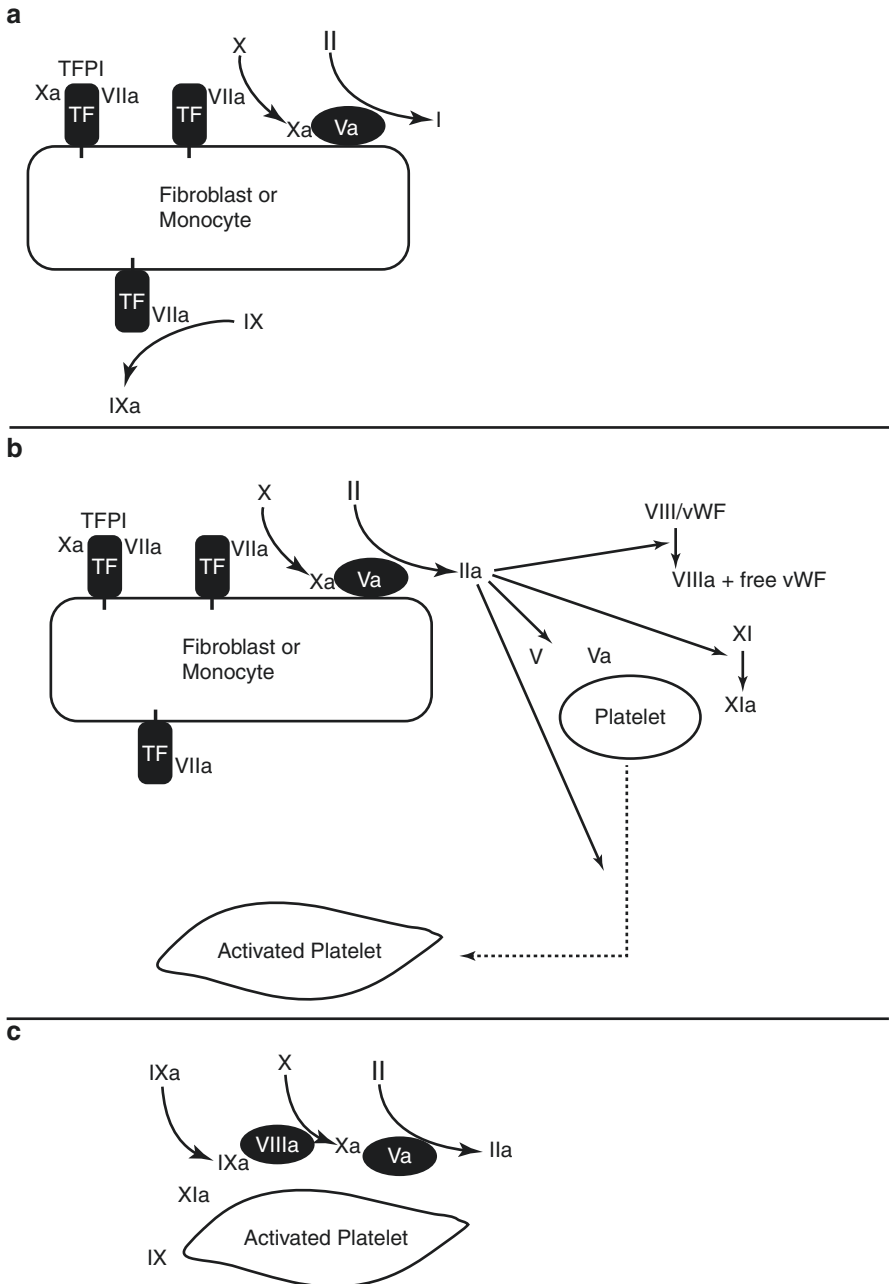 a
TFPI
Xa TF VIIa
TF VIIa
X
II
Xa Va
I
Fibroblast or
Monocyte
TF VIIa
IX
IXa
b
TFPI
Xa TF VIIa
TF VIIa
X
II
Xa Va
IIa
VIII/vWF
VIIIa + free vWF
XI
XIa
V Va
Platelet
Fibroblast or
Monocyte
TF VIIa
Activated Platelet
c
IXa
X
II
IXa VIIIa Xa Va IIa
XIa
IX
Activated Platelet